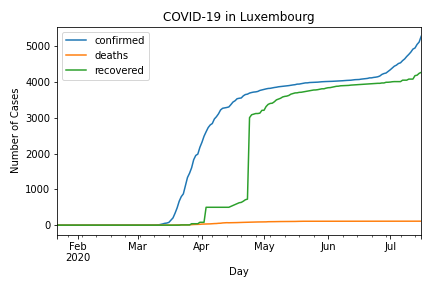 COVID-19 in Luxembourg
confirmed
deaths
recovered
Number of Cases
5000
4000
3000
2000
1000
0
Feb Mar Apr May Jun Jul
2020
Day